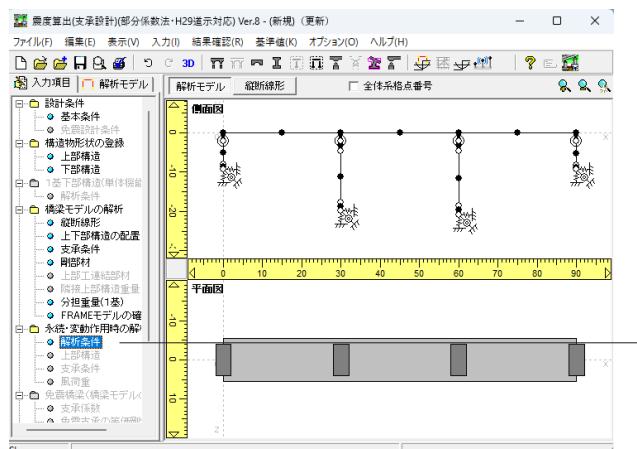 震度算出(支承設計)(部分係数法・H29道示対応) Ver.8 - (新規) (更新)
ファイル(F) 編集(E) 表示(V) 入力(I) 結果確認(R) 基準値(K) オプション(O) ヘルプ(H)
3D
入力項目 解析モデル
解析モデル 縦断線形 全体系格点番号
設計条件
基本条件
免震設計条件
構造物形状の登録
上部構造
下部構造
1基下部構造(単体機能
解析条件
橋梁モデルの解析
縦断線形
上下部構造の配置
支承条件
剛部材
上部工連結部材
隣接上部構造重量
分担重量(1基)
FRAMEモデルの確
永続・変動作用時の解
解析条件
上部構造
支承条件
風荷重
免震橋梁(橋梁モデルの
支承係数
側面図
0
-10
-20
x
0 10 20 30 40 50 60 70 80 90
平面図
-10
0
10
x
z